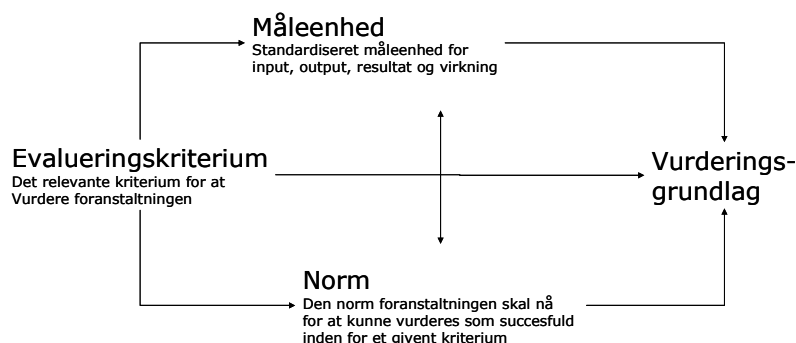 Måleenhed
Standardiseret måleenhed for
input, output, resultat og virkning
Evalueringskriterium
Det relevante kriterium for at
Vurdere foranstaltningen
Vurderings-
grundlag
Norm
Den norm foranstaltningen skal nå
for at kunne vurderes som succesfuld
inden for et givent kriterium